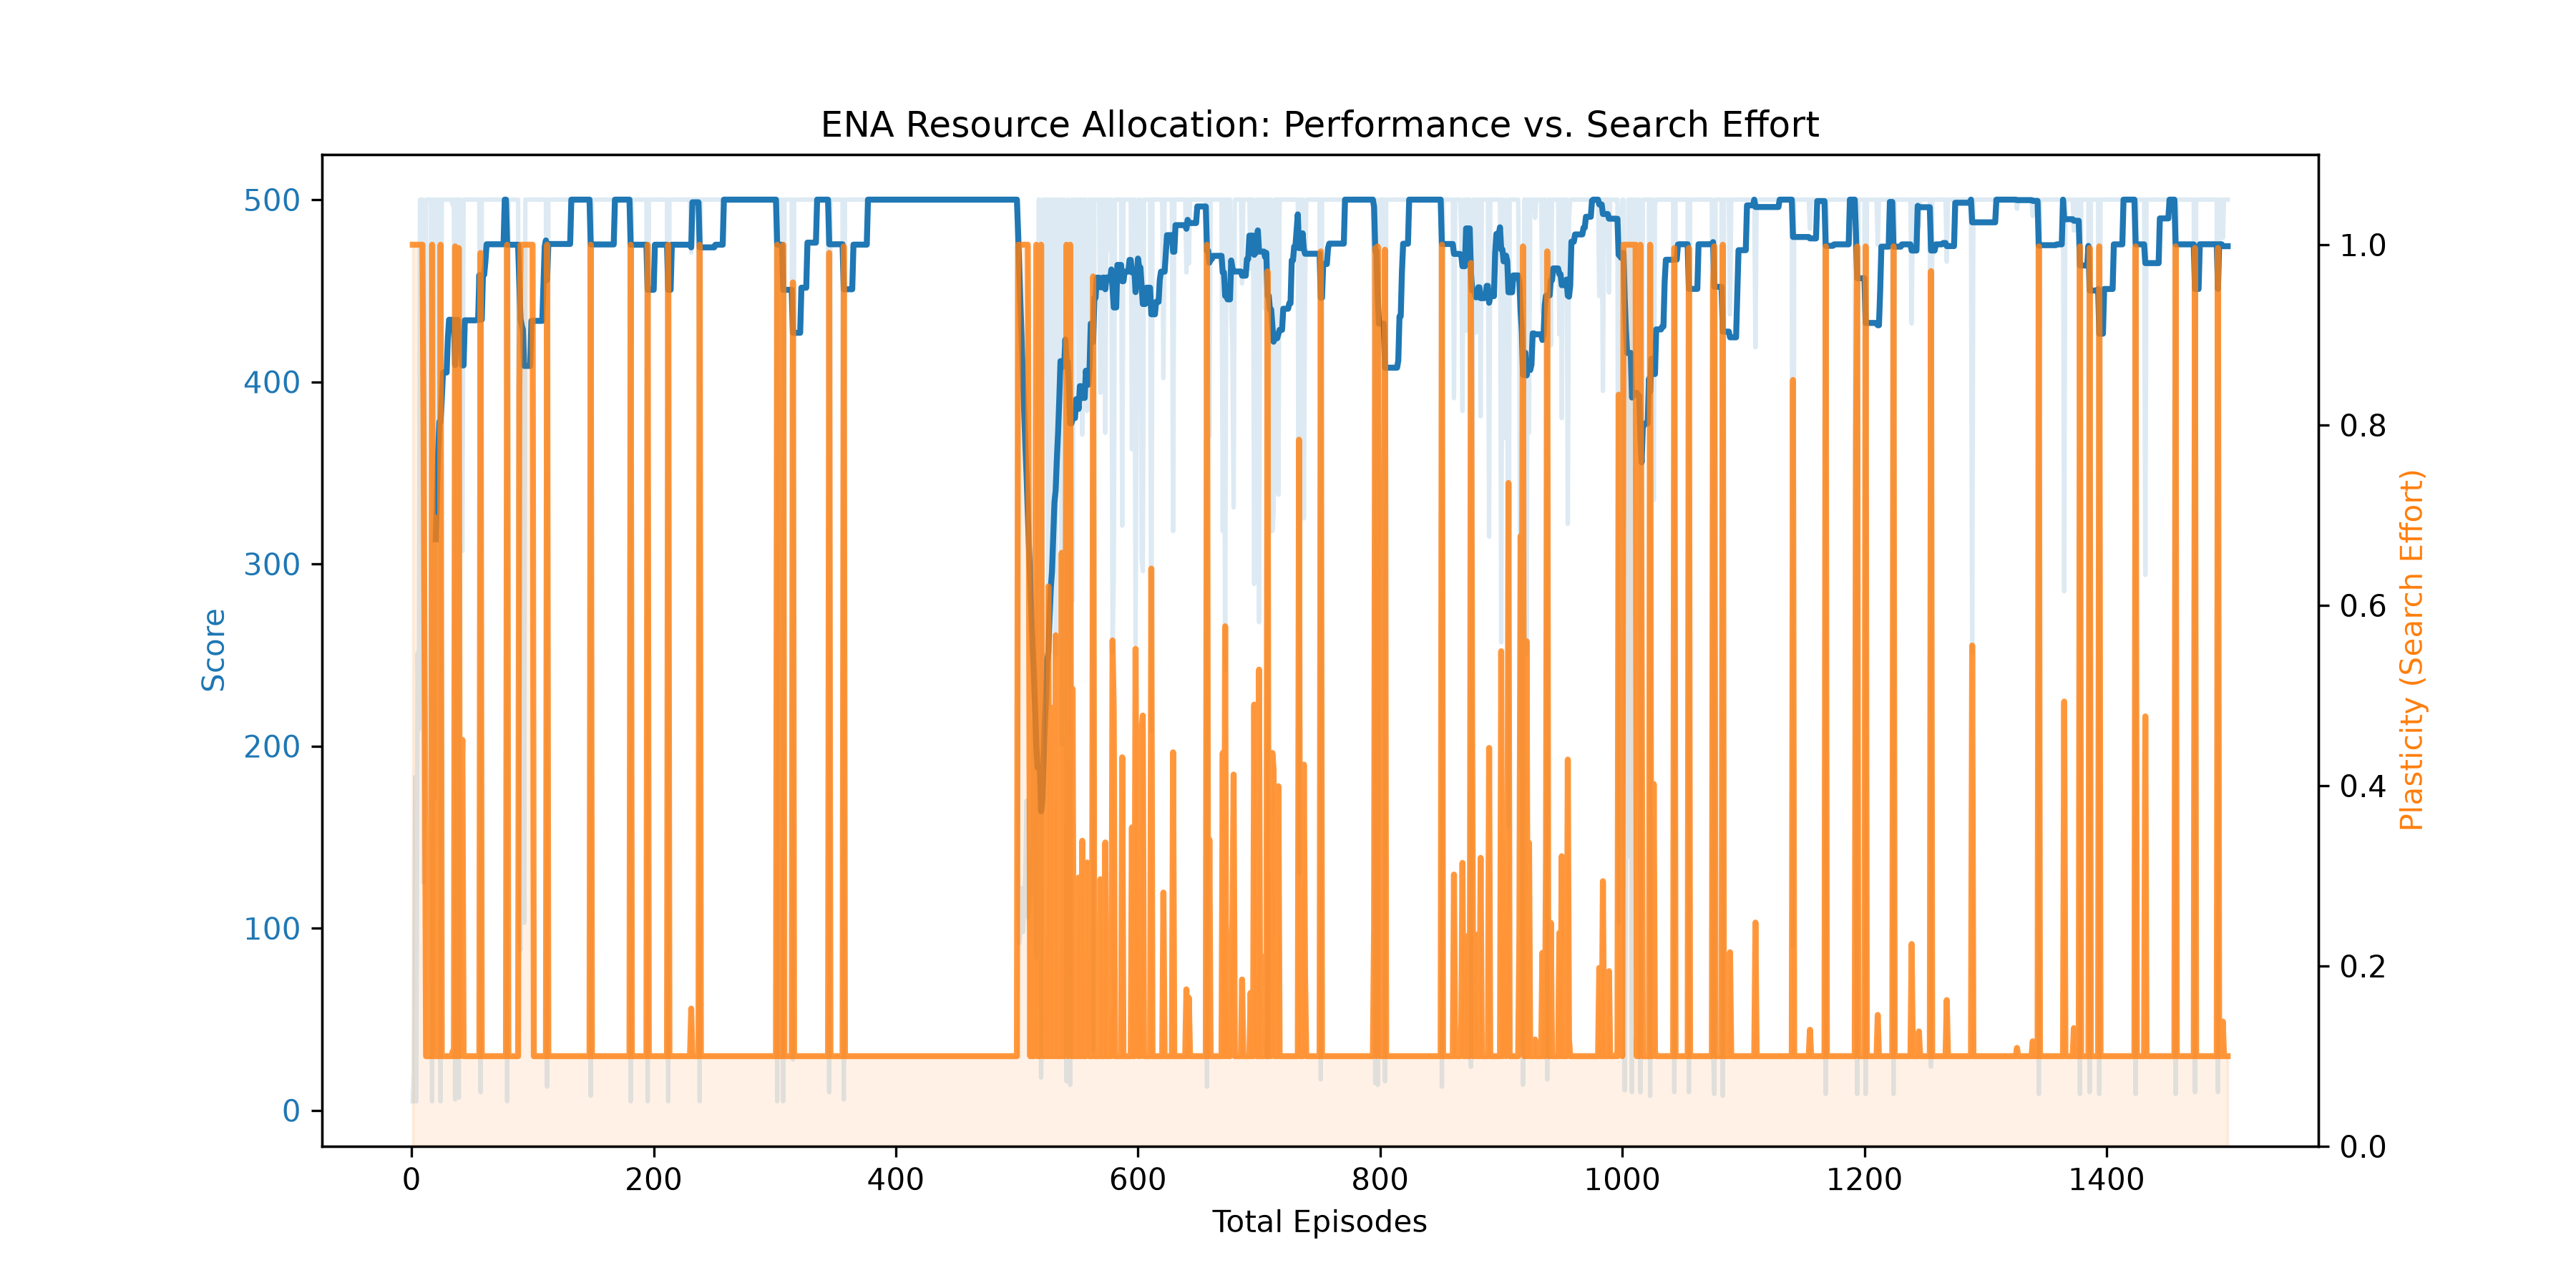 ENA Resource Allocation: Performance vs. Search Effort
500
400
300
200
100
0
Score
1.0
0.8
0.6
0.4
0.2
0.0
Plasticity (Search Effort)
0 200 400 600 800 1000 1200 1400
Total Episodes